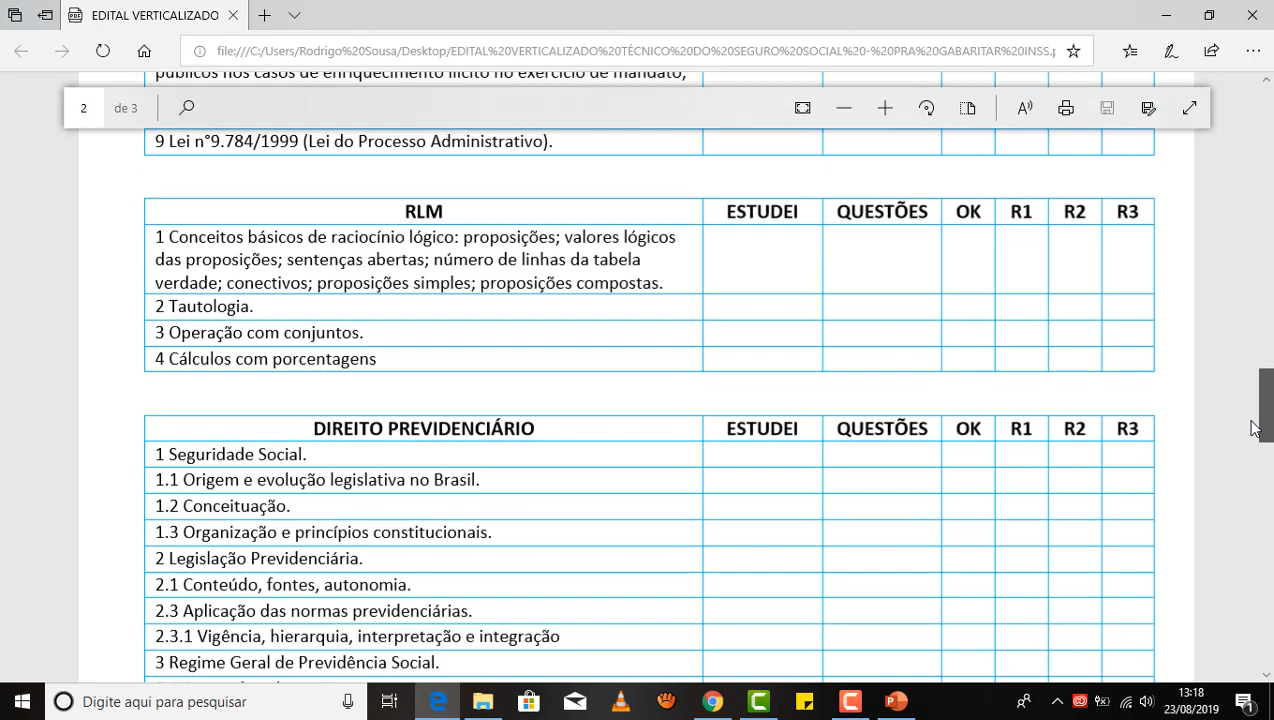 EDITAL VERTICALIZADO
file:///C:/Users/Rodrigo%20Sousa/Desktop/EDITAL%20VERTICALIZADO%20TÉCNICO%20DO%20SEGURO%20SOCIAL%20-%20PRA%20GABARITAR%20INSS.p
públicos nos casos de enriquecimento ilícito no exercício de mandato,
2 de 3
9 Lei n°9.784/1999 (Lei do Processo Administrativo).
RLM ESTUDEI QUESTÕES OK R1 R2 R3
1 Conceitos básicos de raciocínio lógico: proposições; valores lógicos
das proposições; sentenças abertas; número de linhas da tabela
verdade; conectivos; proposições simples; proposições compostas.
2 Tautologia.
3 Operação com conjuntos.
4 Cálculos com porcentagens
DIREITO PREVIDENCIÁRIO ESTUDEI QUESTÕES OK R1 R2 R3
1 Seguridade Social.
1.1 Origem e evolução legislativa no Brasil.
1.2 Conceituação.
1.3 Organização e princípios constitucionais.
2 Legislação Previdenciária.
2.1 Conteúdo, fontes, autonomia.
2.3 Aplicação das normas previdenciárias.
2.3.1 Vigência, hierarquia, interpretação e integração
3 Regime Geral de Previdência Social.
Digite aqui para pesquisar
13:18
23/08/2019